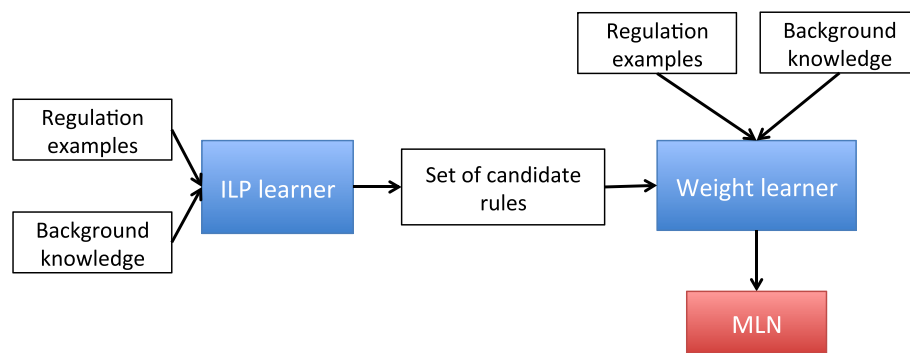 Regulation
examples
Background
knowledge
ILP learner
Set of candidate
rules
Regulation
examples
Background
knowledge
Weight learner
MLN